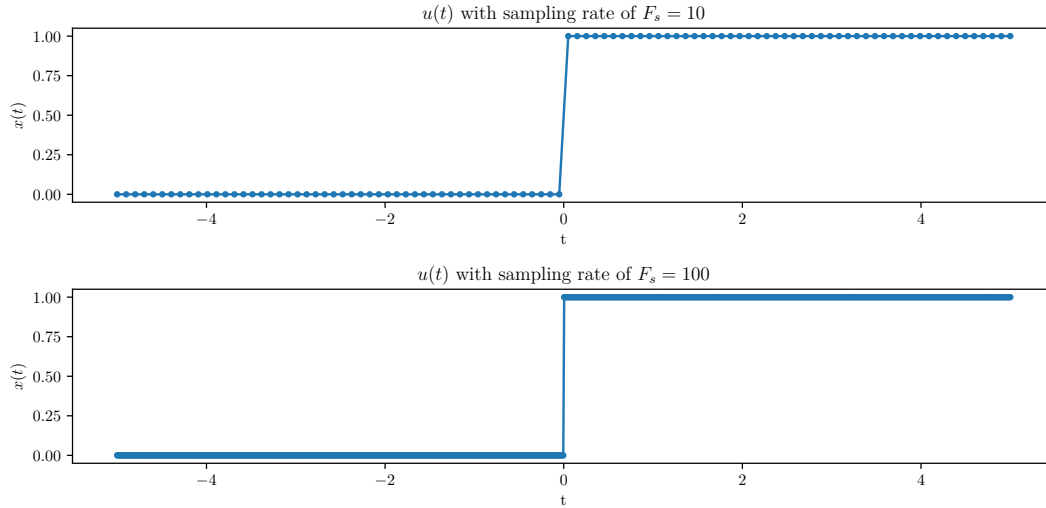 u(t) with sampling rate of F_s = 10
1.00
0.75
0.50
0.25
0.00
x(t)
−4 −2 0 2 4
t
u(t) with sampling rate of F_s = 100
1.00
0.75
0.50
0.25
0.00
x(t)
−4 −2 0 2 4
t